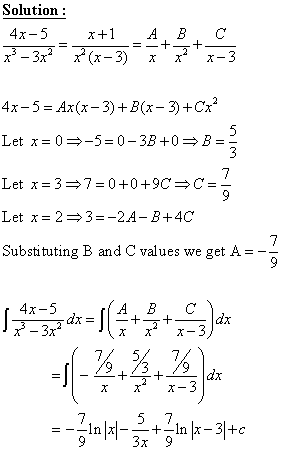 Solution :
(4x−5)/(x³−3x²) = (x+1)/(x²(x−3)) = A/x + B/x² + C/(x−3)
4x−5 = Ax(x−3)+B(x−3)+Cx²
Let x=0 ⇒ −5=0−3B+0 ⇒ B=5/3
Let x=3 ⇒ 7=0+0+9C ⇒ C=7/9
Let x=2 ⇒ 3=−2A−B+4C
Substituting B and C values we get A=−7/9
∫(4x−5)/(x³−3x²) dx = ∫(A/x + B/x² + C/(x−3))dx
=∫(−(7/9)/x + (5/3)/x² + (7/9)/(x−3))dx
= −7/9 ln|x| − 5/(3x) + 7/9 ln|x−3| + c